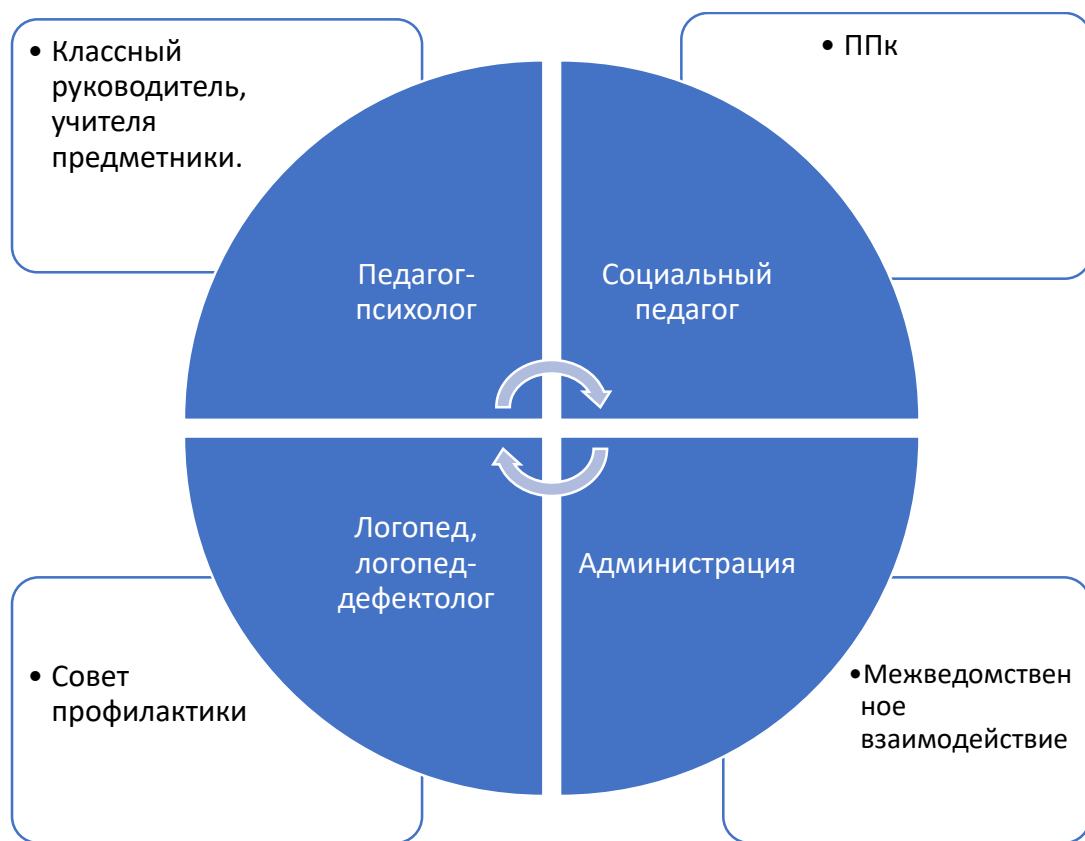 • Классный
руководитель,
учителя
предметники.
• ППк
Педагог-
психолог
Социальный
педагог
Логопед,
логопед-
дефектолог
Администрация
• Совет
профилактики
•Межведомствен
ное
взаимодействие